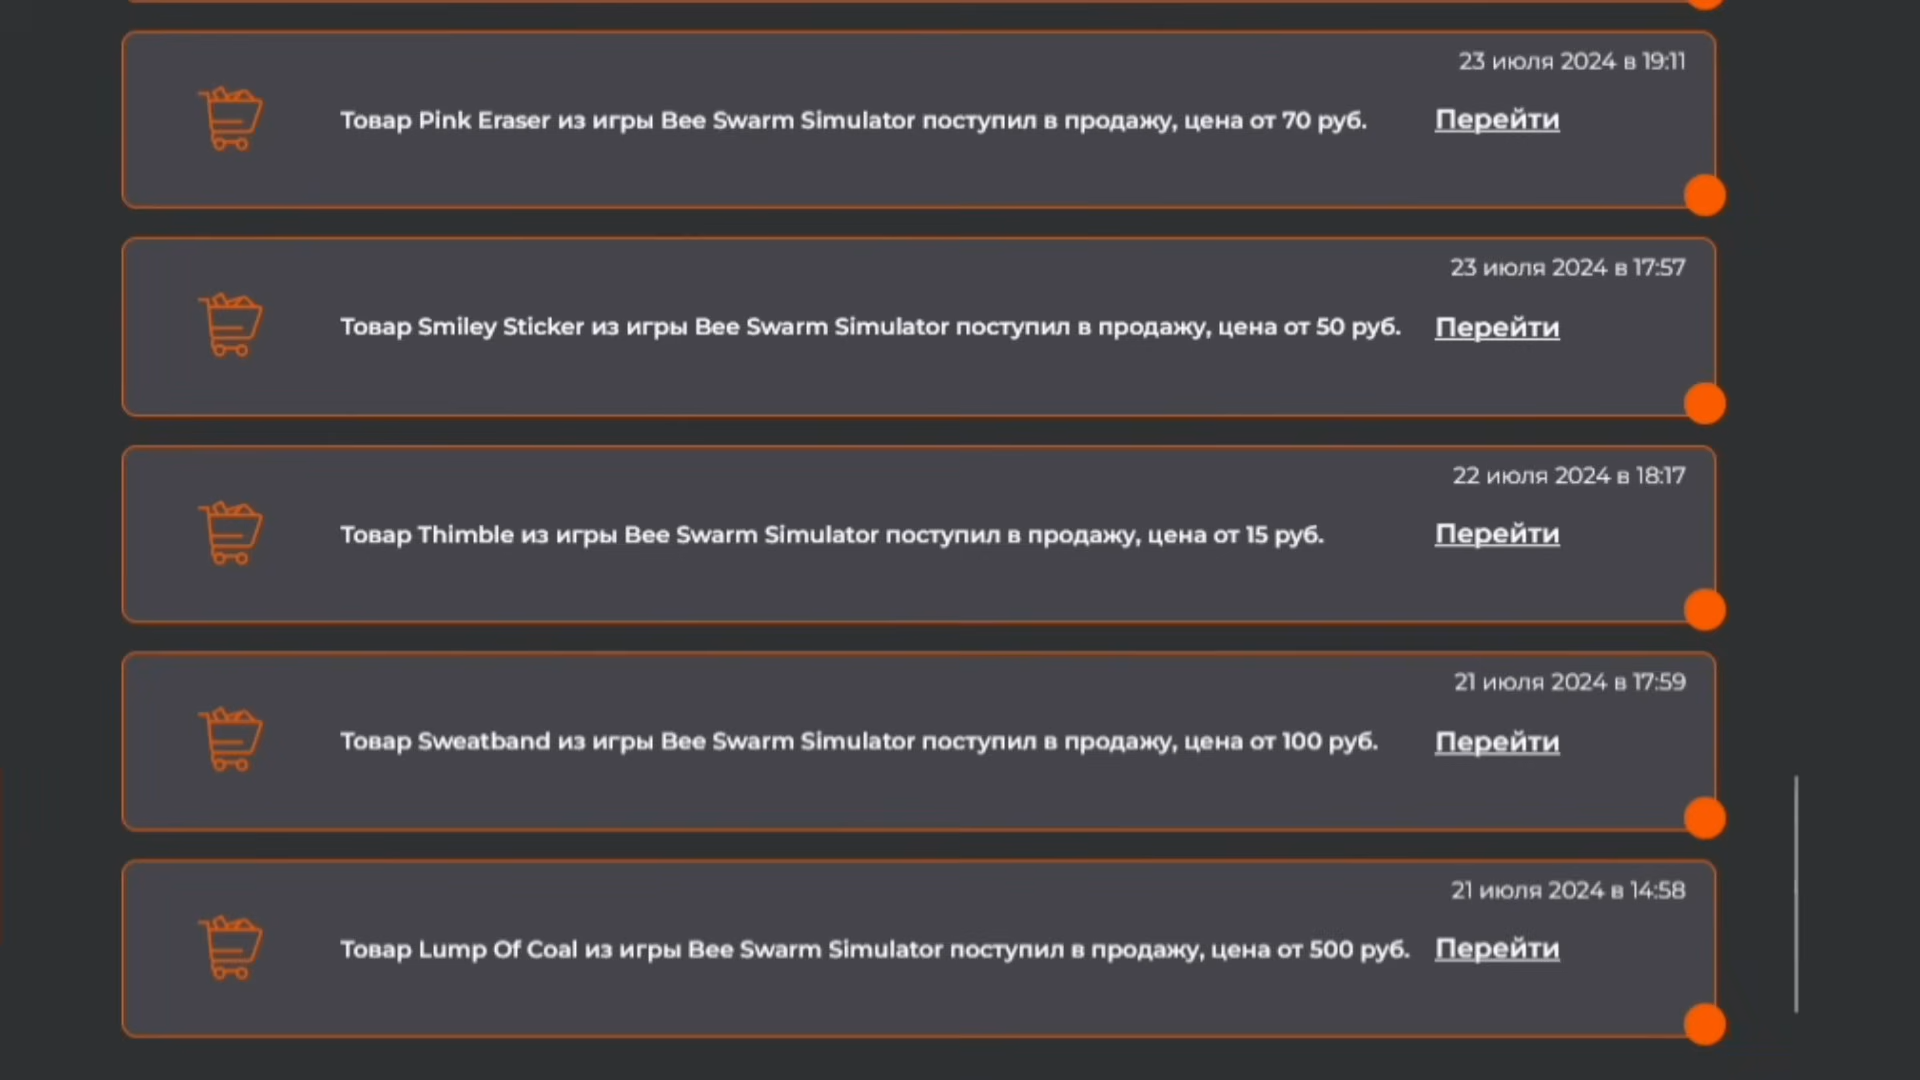 23 июля 2024 в 19:11
Товар Pink Eraser из игры Bee Swarm Simulator поступил в продажу, цена от 70 руб. Перейти
23 июля 2024 в 17:57
Товар Smiley Sticker из игры Bee Swarm Simulator поступил в продажу, цена от 50 руб. Перейти
22 июля 2024 в 18:17
Товар Thimble из игры Bee Swarm Simulator поступил в продажу, цена от 15 руб. Перейти
21 июля 2024 в 17:59
Товар Sweatband из игры Bee Swarm Simulator поступил в продажу, цена от 100 руб. Перейти
21 июля 2024 в 14:58
Товар Lump Of Coal из игры Bee Swarm Simulator поступил в продажу, цена от 500 руб. Перейти